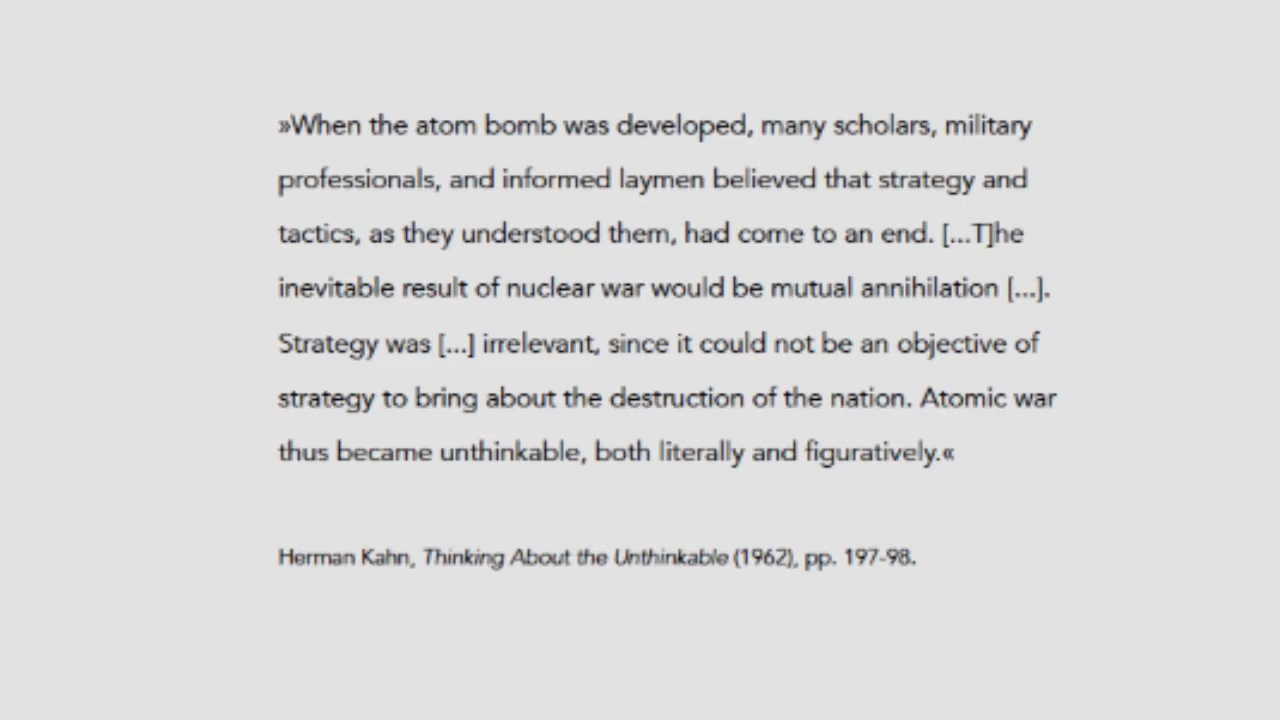 »When the atom bomb was developed, many scholars, military
professionals, and informed laymen believed that strategy and
tactics, as they understood them, had come to an end. [...T]he
inevitable result of nuclear war would be mutual annihilation [...].
Strategy was [...] irrelevant, since it could not be an objective of
strategy to bring about the destruction of the nation. Atomic war
thus became unthinkable, both literally and figuratively.«
Herman Kahn, Thinking About the Unthinkable (1962), pp. 197-98.